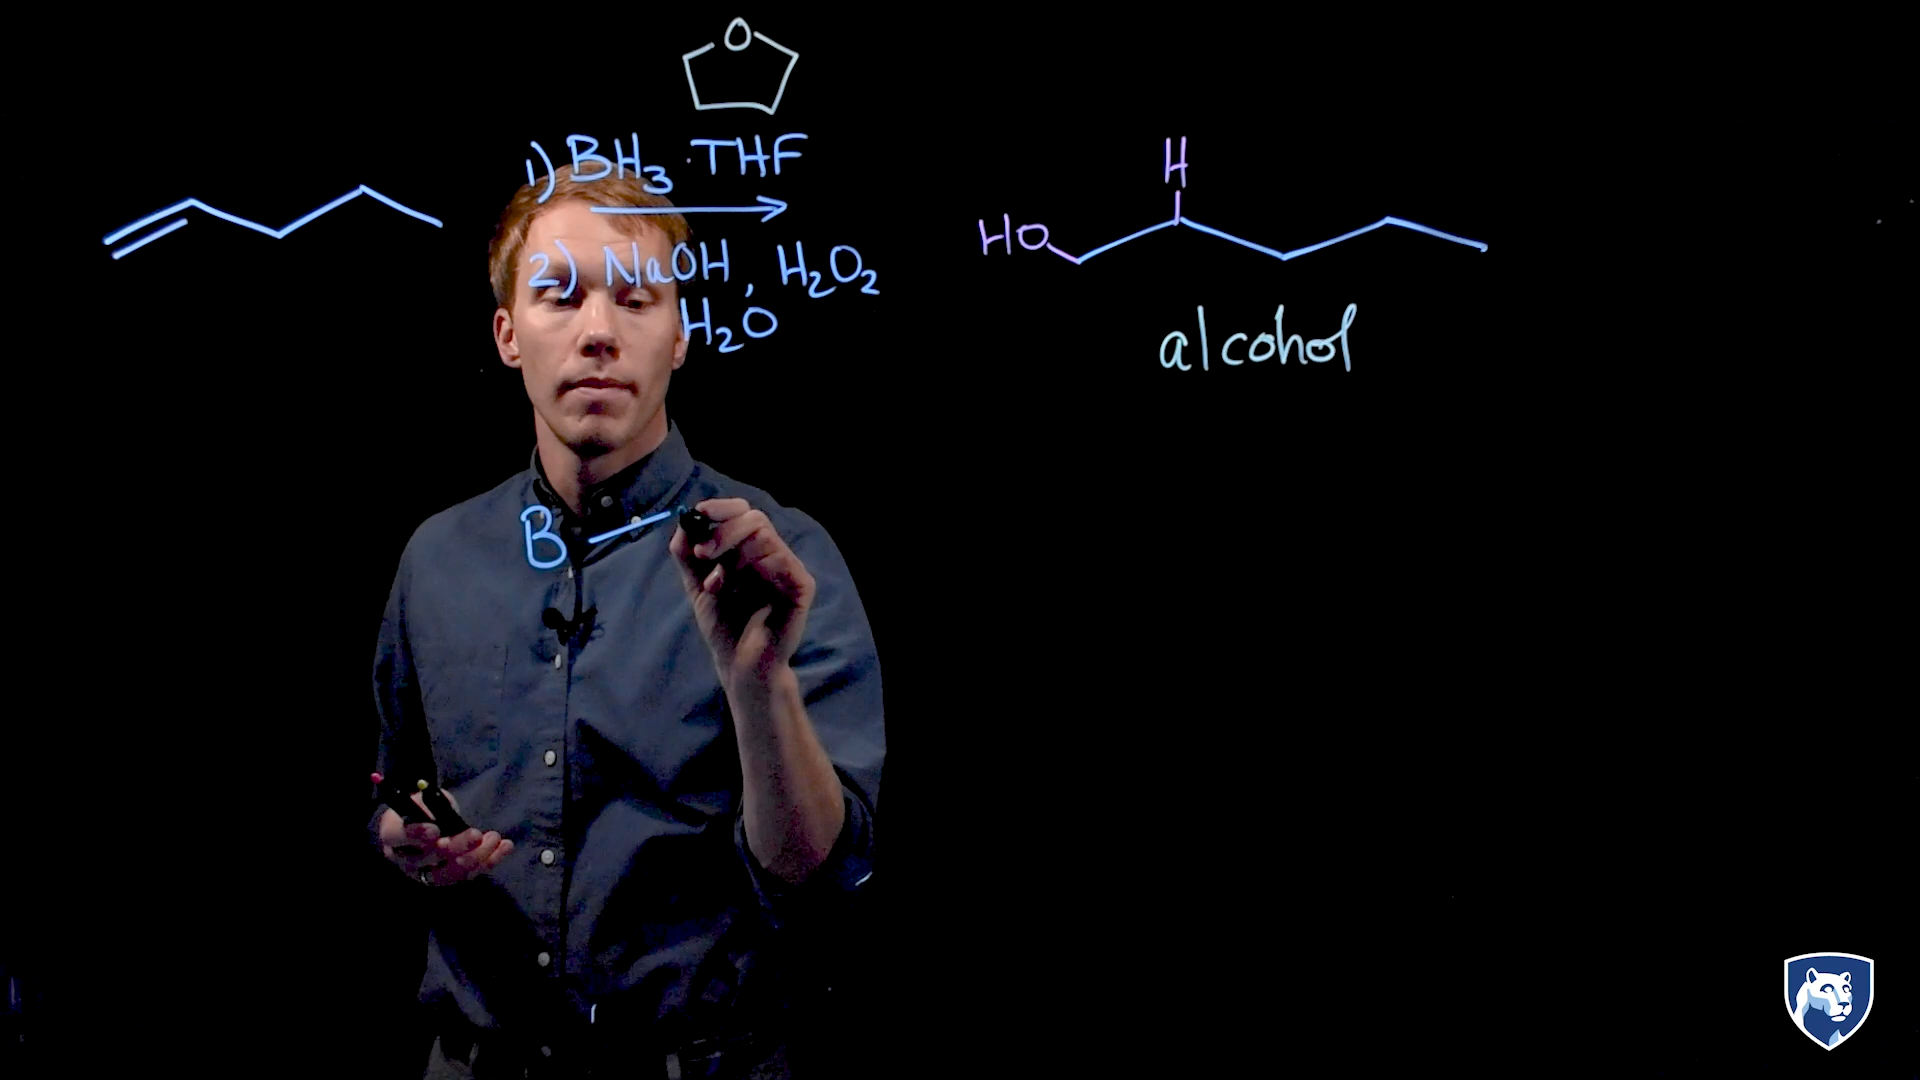 O
1) BH₃ · THF
2) NaOH, H₂O₂
H₂O
H
HO
alcohol
B